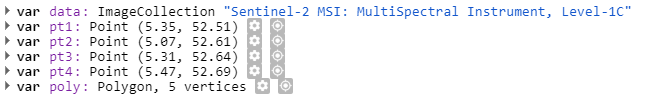 var data: ImageCollection "Sentinel-2 MSI: MultiSpectral Instrument, Level-1C"
var pt1: Point (5.35, 52.51)
var pt2: Point (5.07, 52.61)
var pt3: Point (5.31, 52.64)
var pt4: Point (5.47, 52.69)
var poly: Polygon, 5 vertices